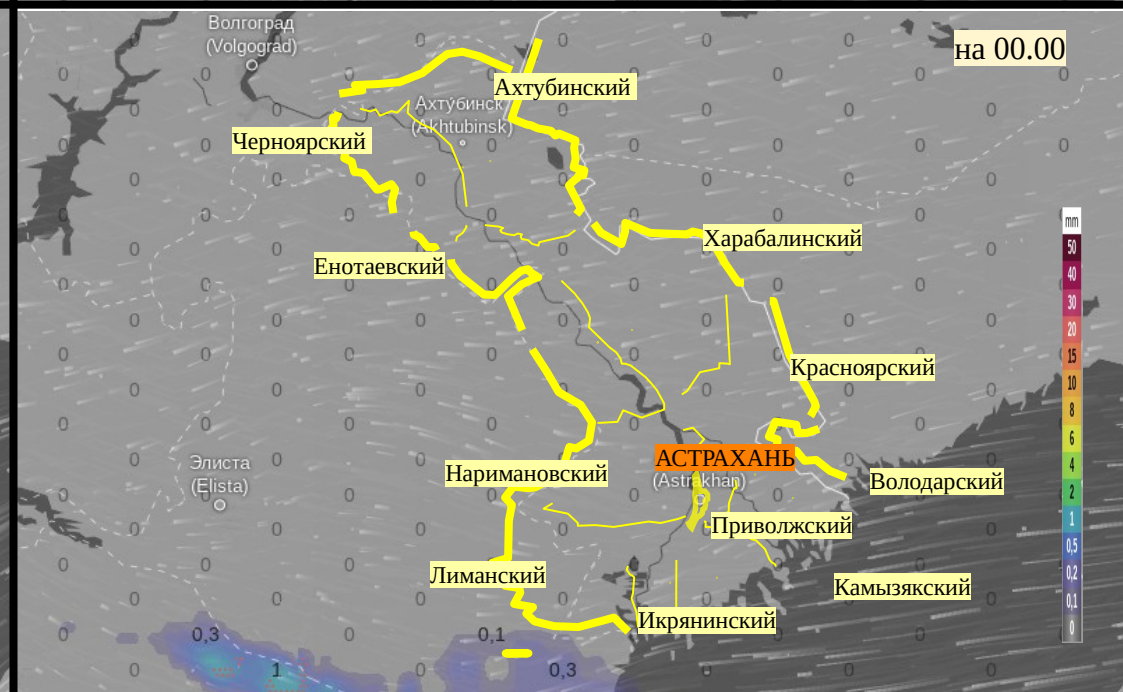 Волгоград
(Volgograd)
на 00.00
Ахтубинский
Ахтубинск
(Akhtubinsk)
Черноярский
mm
50
40
30
20
15
10
8
6
4
2
1
0,5
0,2
0,1
0
Харабалинский
Енотаевский
Красноярский
АСТРАХАНЬ
(Astrakhan)
Элиста
(Elista)
Наримановский
Володарский
Приволжский
Лиманский
Камызякский
Икрянинский
0,3
0,1
1
0,3